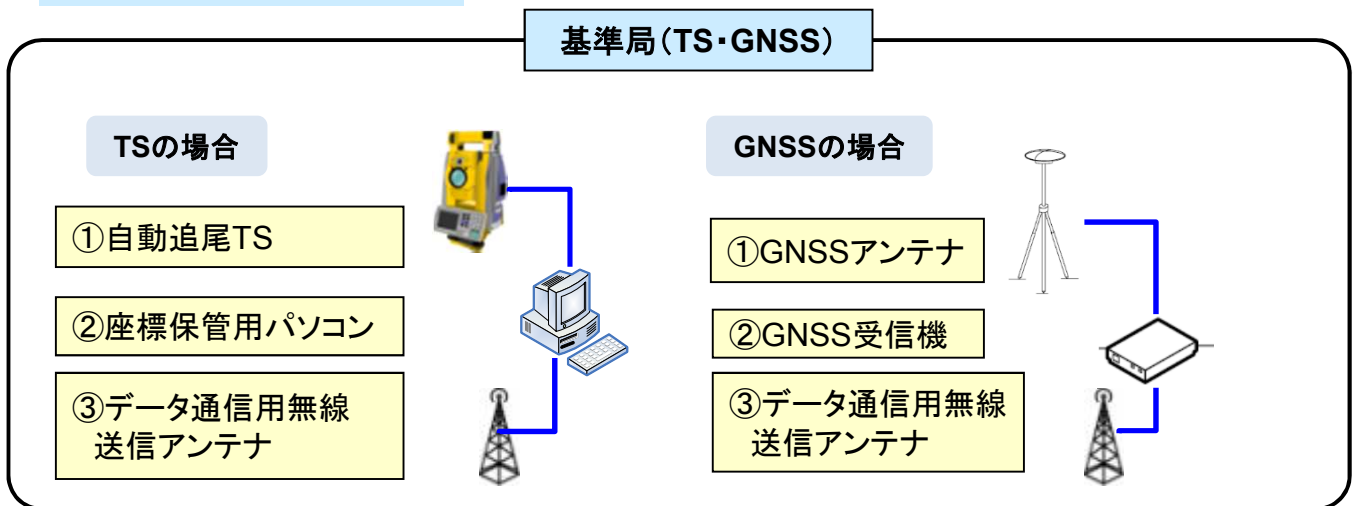 基準局（TS・GNSS）
TSの場合
①自動追尾TS
②座標保管用パソコン
③データ通信用無線
送信アンテナ
GNSSの場合
①GNSSアンテナ
②GNSS受信機
③データ通信用無線
送信アンテナ